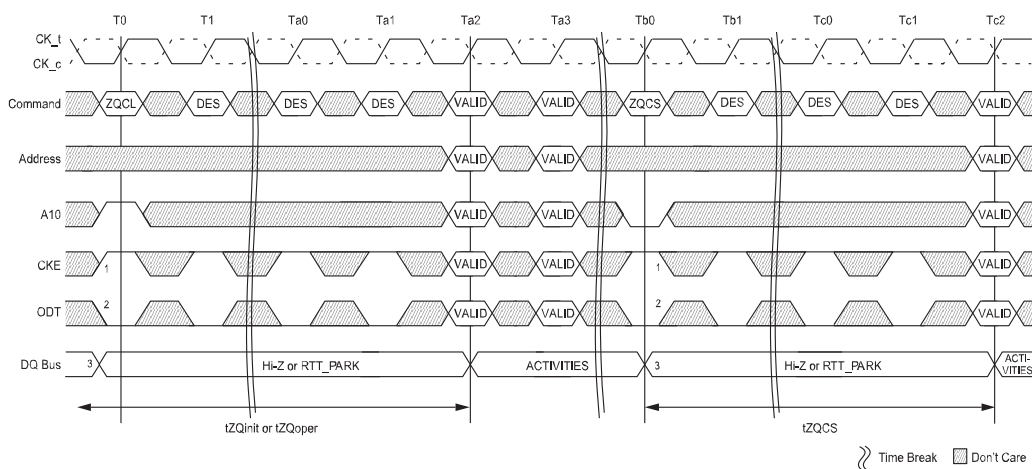 T0 T1 Ta0 Ta1 Ta2 Ta3 Tb0 Tb1 Tc0 Tc1 Tc2
CK_t
CK_c
Command ZQCL DES DES DES VALID VALID ZQCS DES DES DES VALID
Address VALID VALID VALID
A10 VALID VALID VALID
CKE 1 VALID VALID 1 VALID
ODT 2 VALID VALID 2 VALID
DQ Bus 3 Hi-Z or RTT_PARK ACTIVITIES 3 Hi-Z or RTT_PARK ACTI-
VITIES
tZQinit or tZQoper tZQCS
Time Break Don't Care